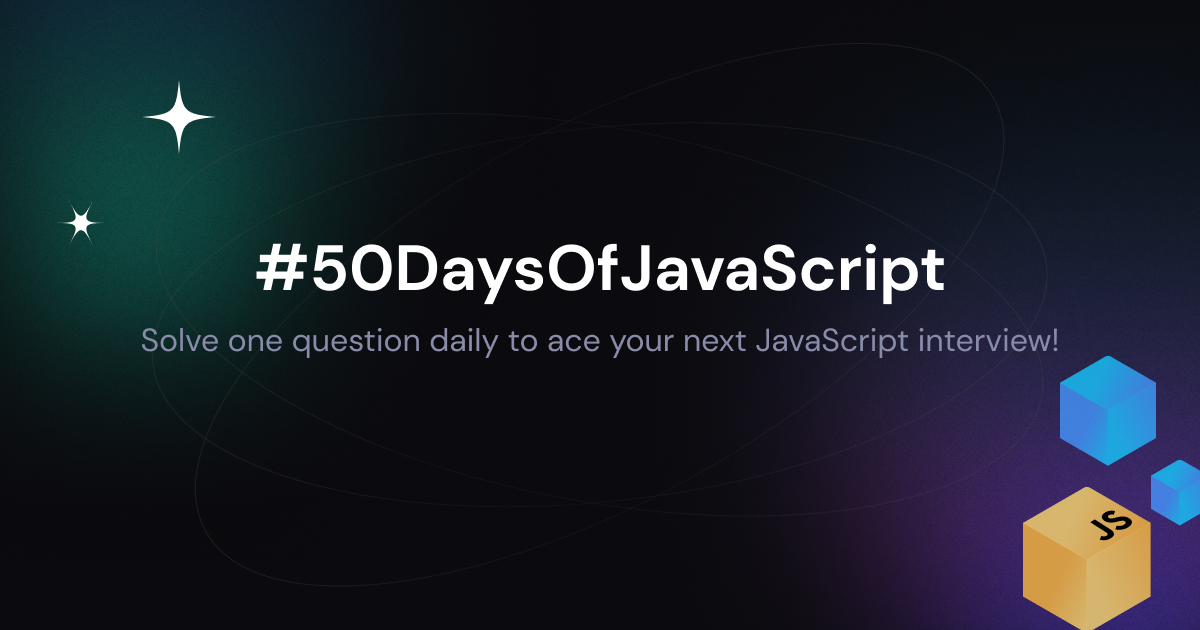 #50DaysOfJavaScript
Solve one question daily to ace your next JavaScript interview!
JS